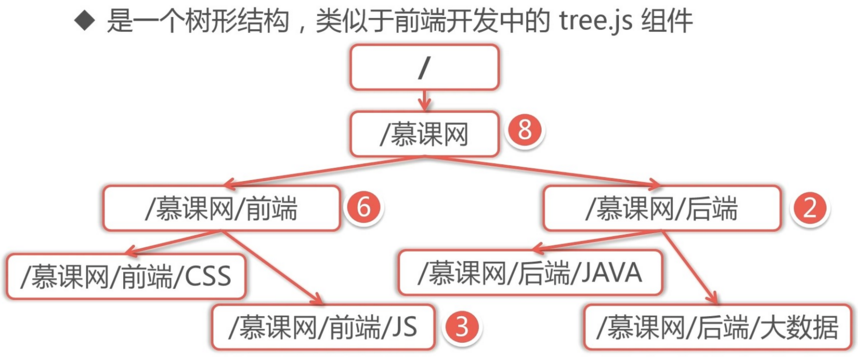 ◆ 是一个树形结构，类似于前端开发中的 tree.js 组件
/
/慕课网 8
/慕课网/前端 6 /慕课网/后端 2
/慕课网/前端/CSS /慕课网/后端/JAVA
/慕课网/前端/JS 3 /慕课网/后端/大数据